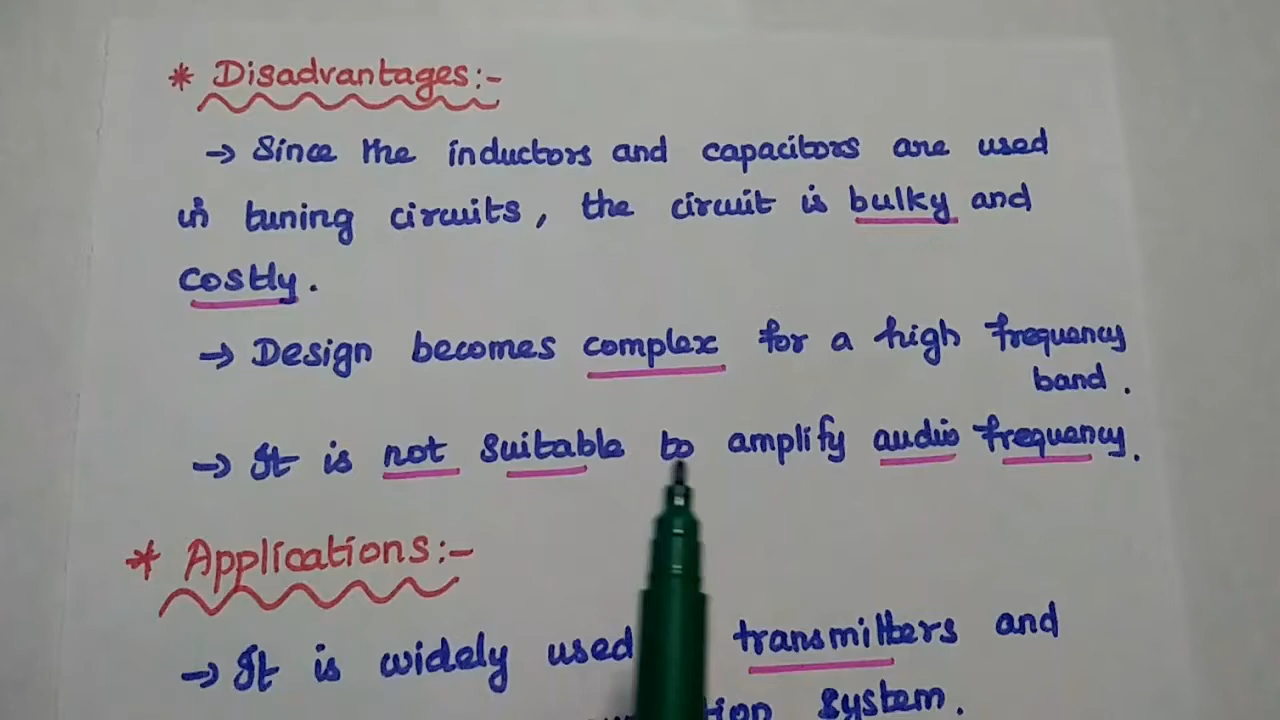 * Disadvantages:-
→ Since the inductors and capacitors are used
in tuning circuits, the circuit is bulky and
costly.
→ Design becomes complex for a high frequency
band.
→ It is not suitable to amplify audio frequency.
* Applications:-
→ It is widely used transmitters and
system.